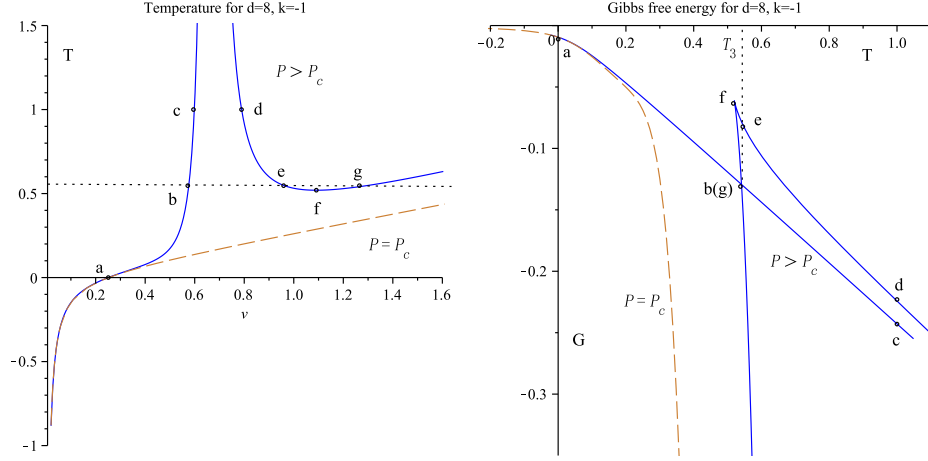 Temperature for d=8, k=-1
1.5
T
P > P_c
c
d
1
e
g
0.5
b
f
P = P_c
a
0
0.2
0.4
0.6
0.8
1.0
1.2
1.4
1.6
v
-0.5
-1
Gibbs free energy for d=8, k=-1
-0.2
0
0.2
0.4
0.6
0.8
1.0
a
T_3
T
f
e
-0.1
b(g)
P > P_c
-0.2
P = P_c
d
G
c
-0.3